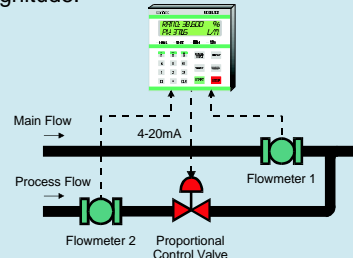 gnitude.
RATIO: 38.600 %
PV: 37.16 L/M
Main Flow
4-20mA
Process Flow
Flowmeter 1
Flowmeter 2
Proportional
Control Valve